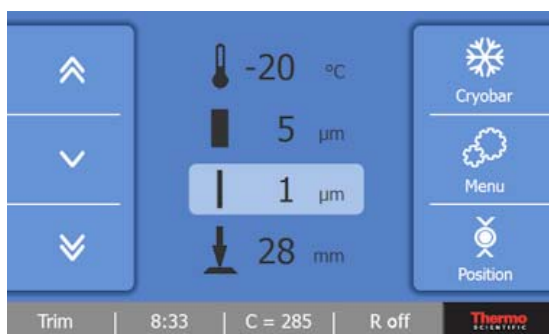 -20 °C
Cryobar
5 µm
Menu
1 µm
28 mm
Position
Trim | 8:33 | C = 285 | R off
Thermo
SCIENTIFIC